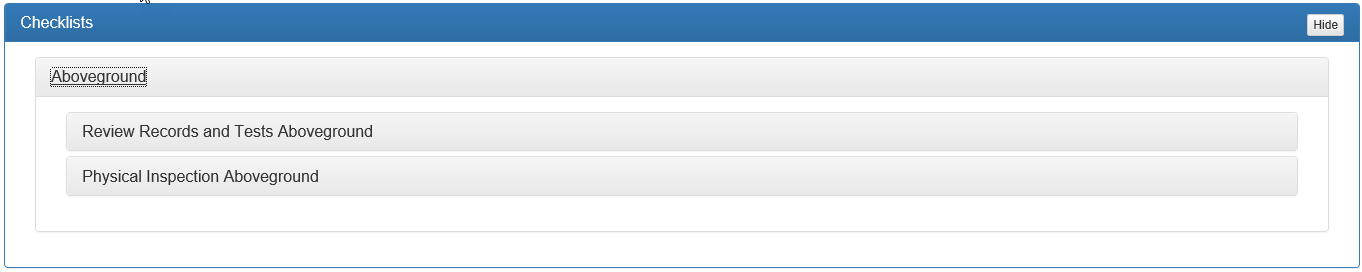 Checklists
Hide
Aboveground
Review Records and Tests Aboveground
Physical Inspection Aboveground